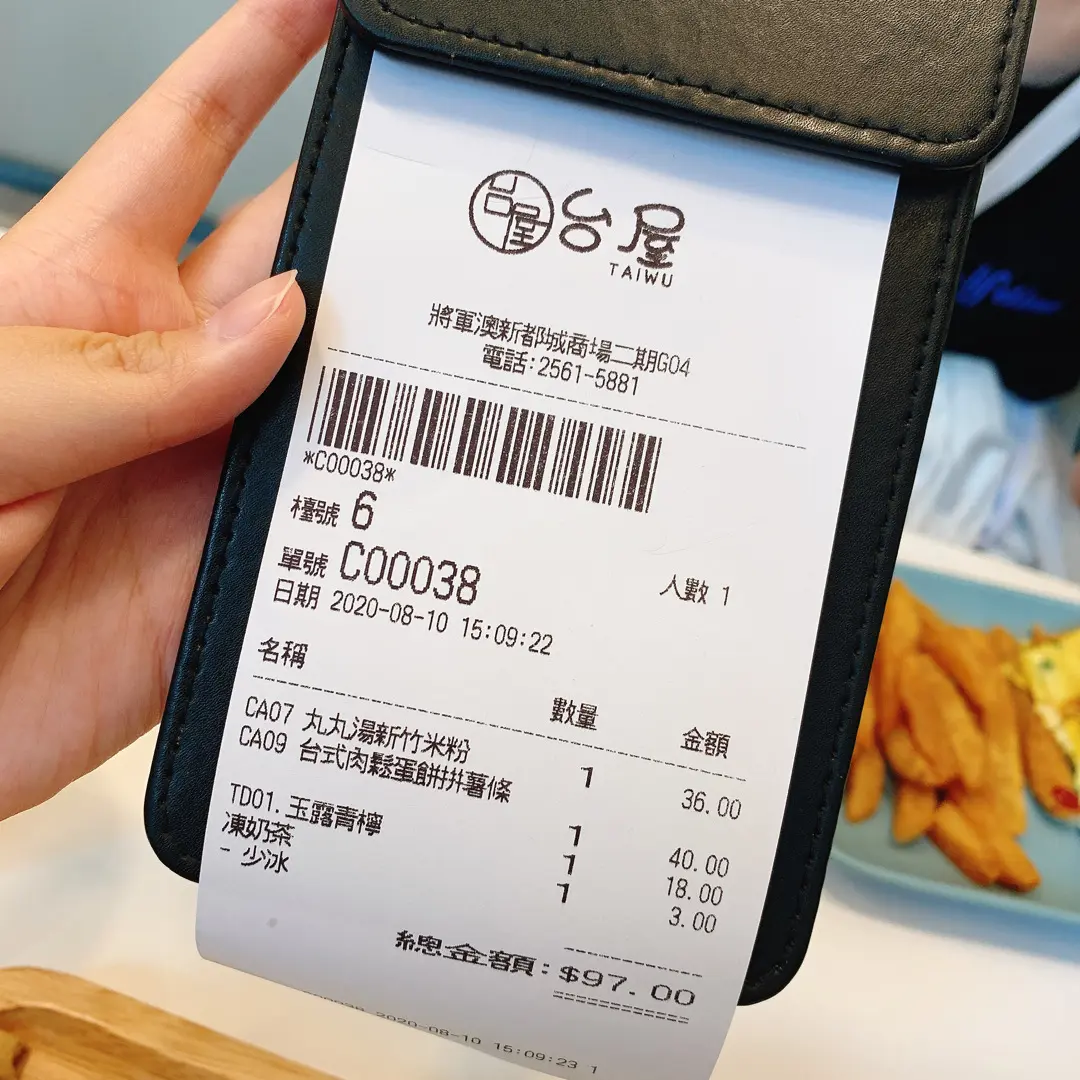 台屋 台屋
TAIWU
將軍澳新都城商場二期G04
電話:2561-5881
*C00038*
檯號 6
單號 C00038 人數 1
日期 2020-08-10 15:09:22
名稱 數量 金額
CA07 丸丸湯新竹米粉 1 36.00
CA09 台式肉鬆蛋餅拼薯條 1 40.00
TD01.玉露青檸 1 18.00
凍奶茶 1 3.00
- 少冰
總金額:$97.00
2020-08-10 15:09:23 1